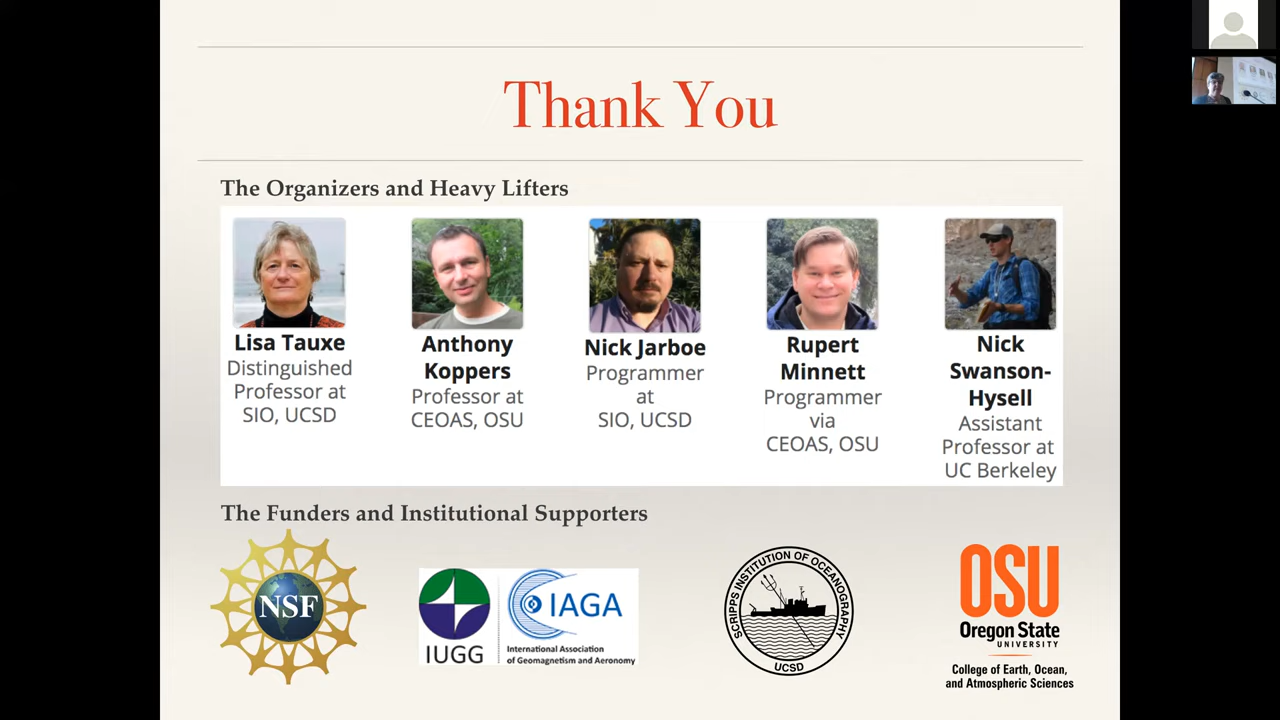 Thank You
The Organizers and Heavy Lifters
Lisa Tauxe
Distinguished
Professor at
SIO, UCSD
Anthony
Koppers
Professor at
CEOAS, OSU
Nick Jarboe
Programmer
at
SIO, UCSD
Rupert
Minnett
Programmer
via
CEOAS, OSU
Nick
Swanson-
Hysell
Assistant
Professor at
UC Berkeley
The Funders and Institutional Supporters
NSF
IUGG
IAGA
International Association
of Geomagnetism and Aeronomy
SCRIPPS INSTITUTION OF OCEANOGRAPHY
UCSD
OSU
Oregon State
UNIVERSITY
College of Earth, Ocean,
and Atmospheric Sciences